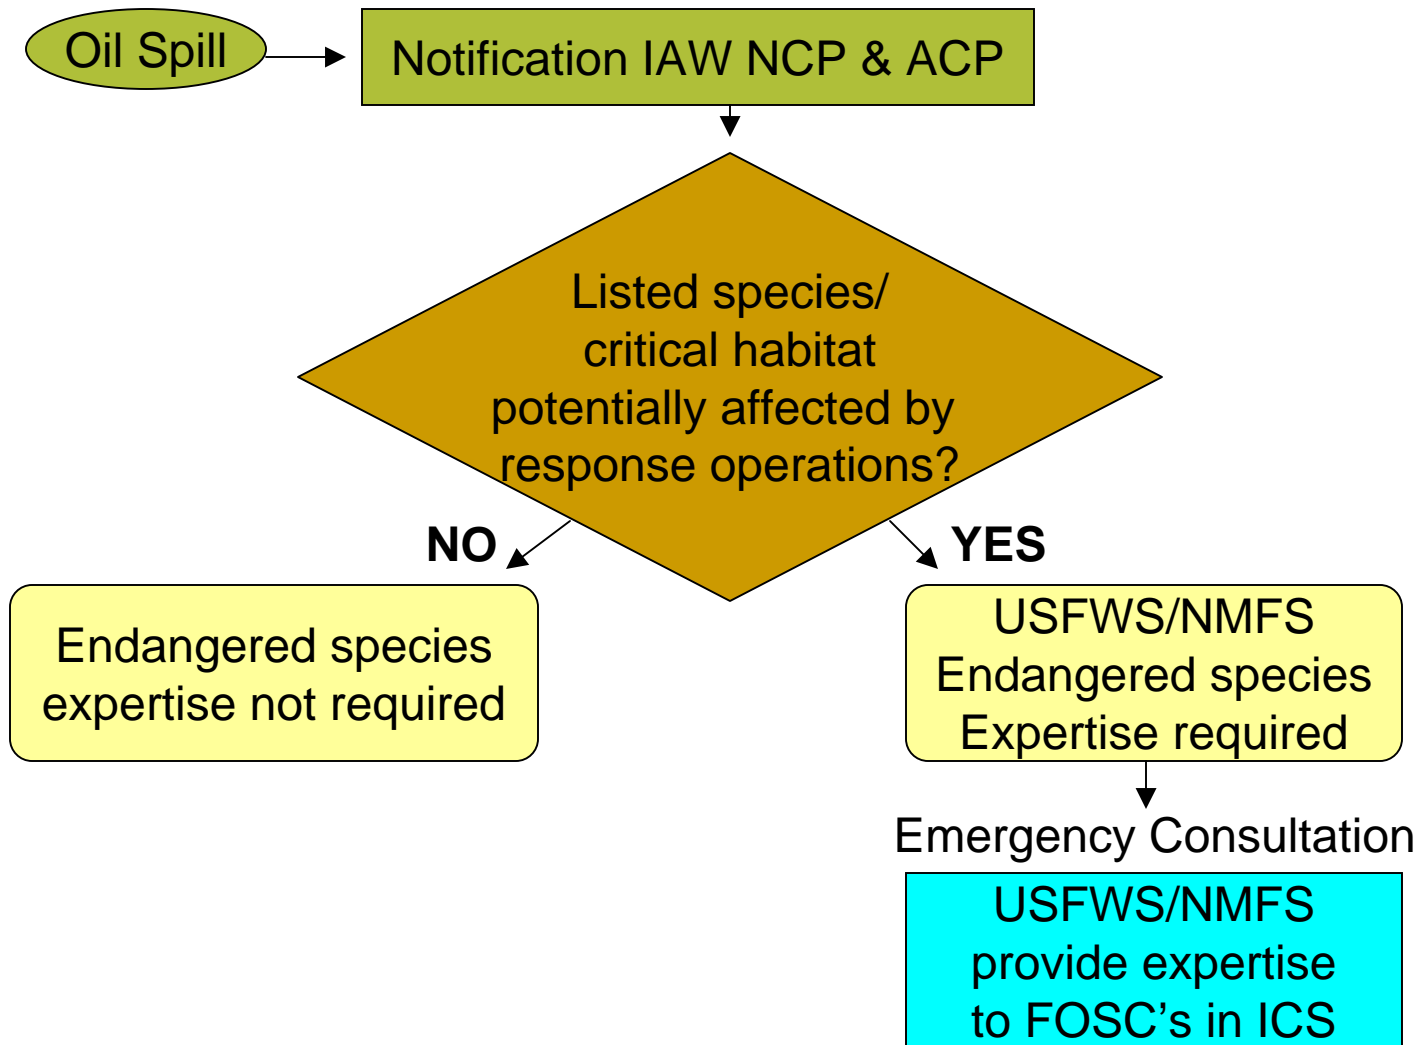 Oil Spill
Notification IAW NCP & ACP
Listed species/
critical habitat
potentially affected by
response operations?
NO
YES
Endangered species
expertise not required
USFWS/NMFS
Endangered species
Expertise required
Emergency Consultation
USFWS/NMFS
provide expertise
to FOSC’s in ICS